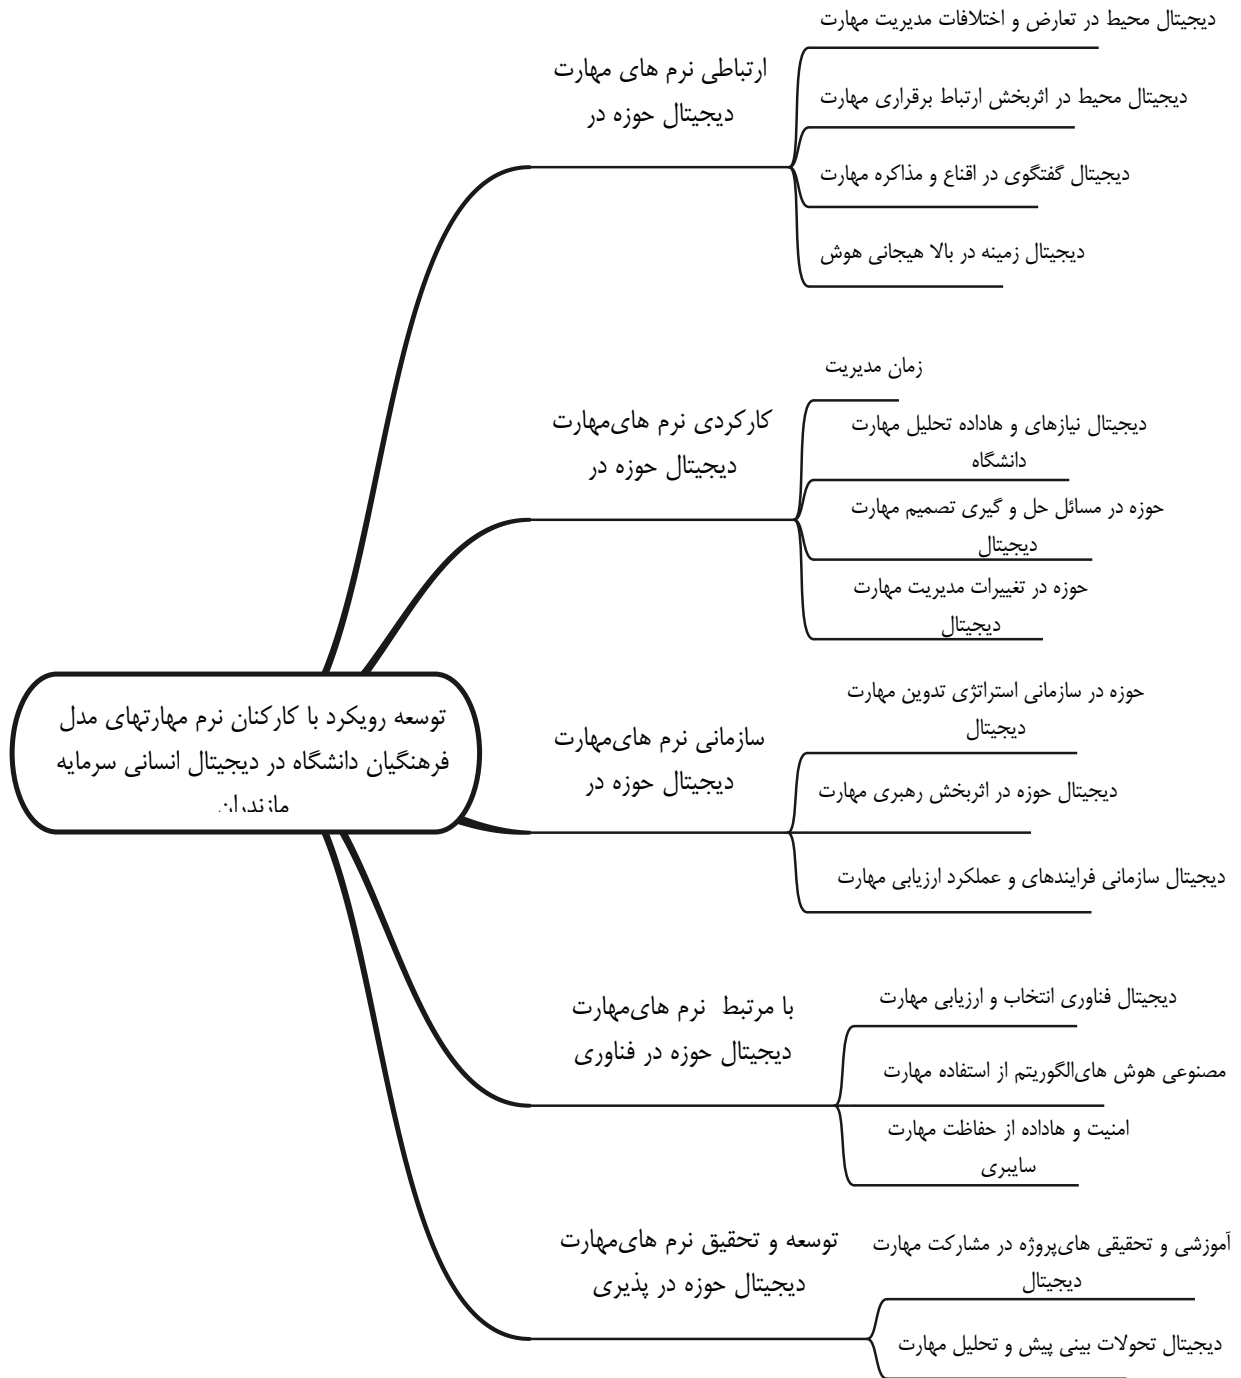 توسعه رویکرد با کارکنان نرم مهارتهای مدل
فرهنگیان دانشگاه در دیجیتال انسانی سرمایه
مازندران
ارتباطی نرم های مهارت
دیجیتال حوزه در
دیجیتال محیط در تعارض و اختلافات مدیریت مهارت
دیجیتال محیط در اثربخش ارتباط برقراری مهارت
دیجیتال گفتگوی در اقناع و مذاکره مهارت
دیجیتال زمینه در بالا هیجانی هوش
کارکردی نرم های‌مهارت
دیجیتال حوزه در
زمان مدیریت
دیجیتال نیازهای و هاداده تحلیل مهارت
دانشگاه
حوزه در مسائل حل و گیری تصمیم مهارت
دیجیتال
حوزه در تغییرات مدیریت مهارت
دیجیتال
سازمانی نرم های‌مهارت
دیجیتال حوزه در
حوزه در سازمانی استراتژی تدوین مهارت
دیجیتال
دیجیتال حوزه در اثربخش رهبری مهارت
دیجیتال سازمانی فرایندهای و عملکرد ارزیابی مهارت
با مرتبط نرم های‌مهارت
دیجیتال حوزه در فناوری
دیجیتال فناوری انتخاب و ارزیابی مهارت
مصنوعی هوش های‌الگوریتم از استفاده مهارت
امنیت و هاداده از حفاظت مهارت
سایبری
توسعه و تحقیق نرم های‌مهارت
دیجیتال حوزه در پذیری
آموزشی و تحقیقی های‌پروژه در مشارکت مهارت
دیجیتال
دیجیتال تحولات بینی پیش و تحلیل مهارت